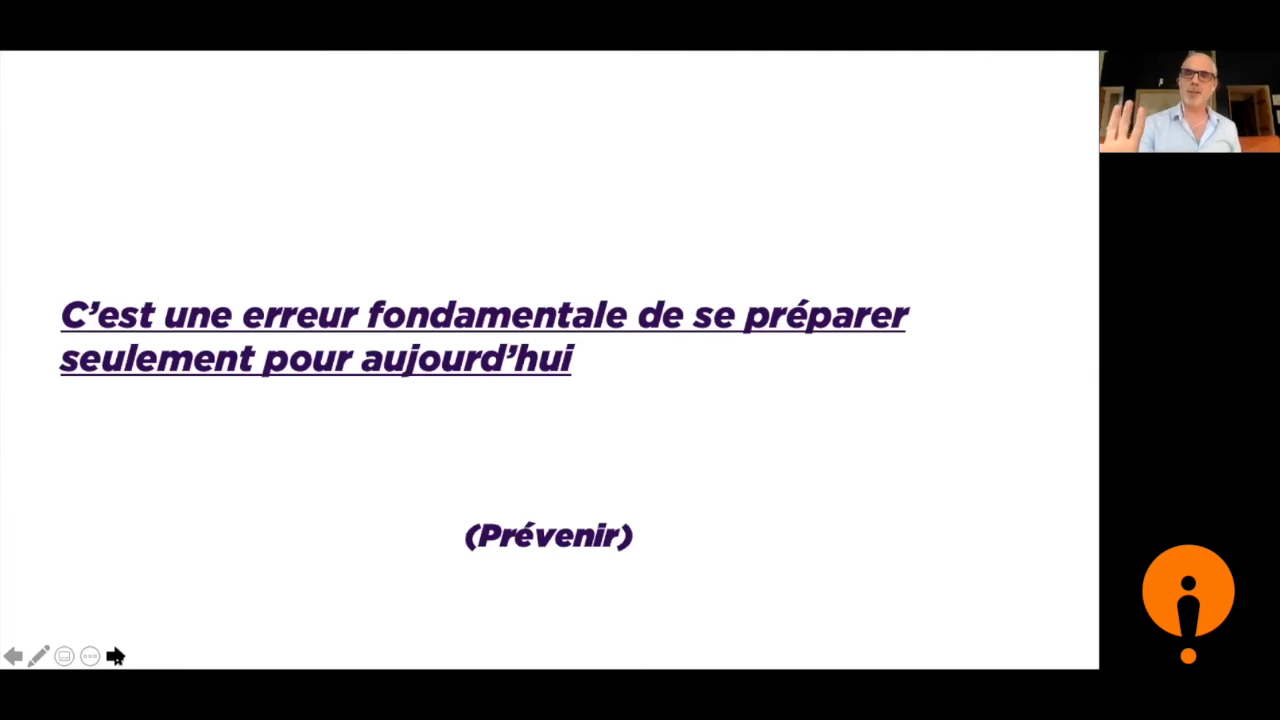 C’est une erreur fondamentale de se préparer
seulement pour aujourd’hui
(Prévenir)